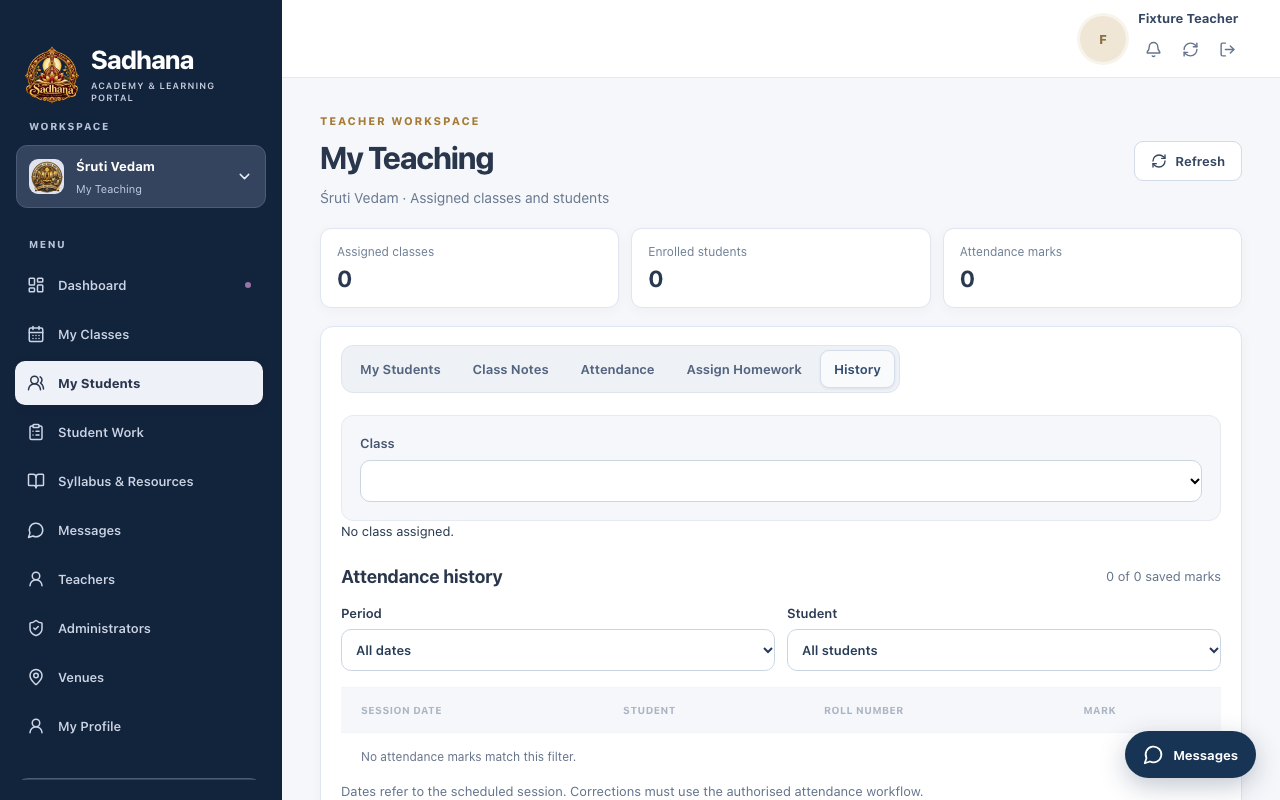 Sadhana
Sadhana
ACADEMY & LEARNING
PORTAL
WORKSPACE
Śruti Vedam
My Teaching
MENU
Dashboard
My Classes
My Students
Student Work
Syllabus & Resources
Messages
Teachers
Administrators
Venues
My Profile
F
Fixture Teacher
TEACHER WORKSPACE
My Teaching
Refresh
Śruti Vedam · Assigned classes and students
Assigned classes
0
Enrolled students
0
Attendance marks
0
My Students Class Notes Attendance Assign Homework History
Class
No class assigned.
Attendance history
0 of 0 saved marks
Period
All dates
Student
All students
SESSION DATE STUDENT ROLL NUMBER MARK
No attendance marks match this filter.
Messages
Dates refer to the scheduled session. Corrections must use the authorised attendance workflow.